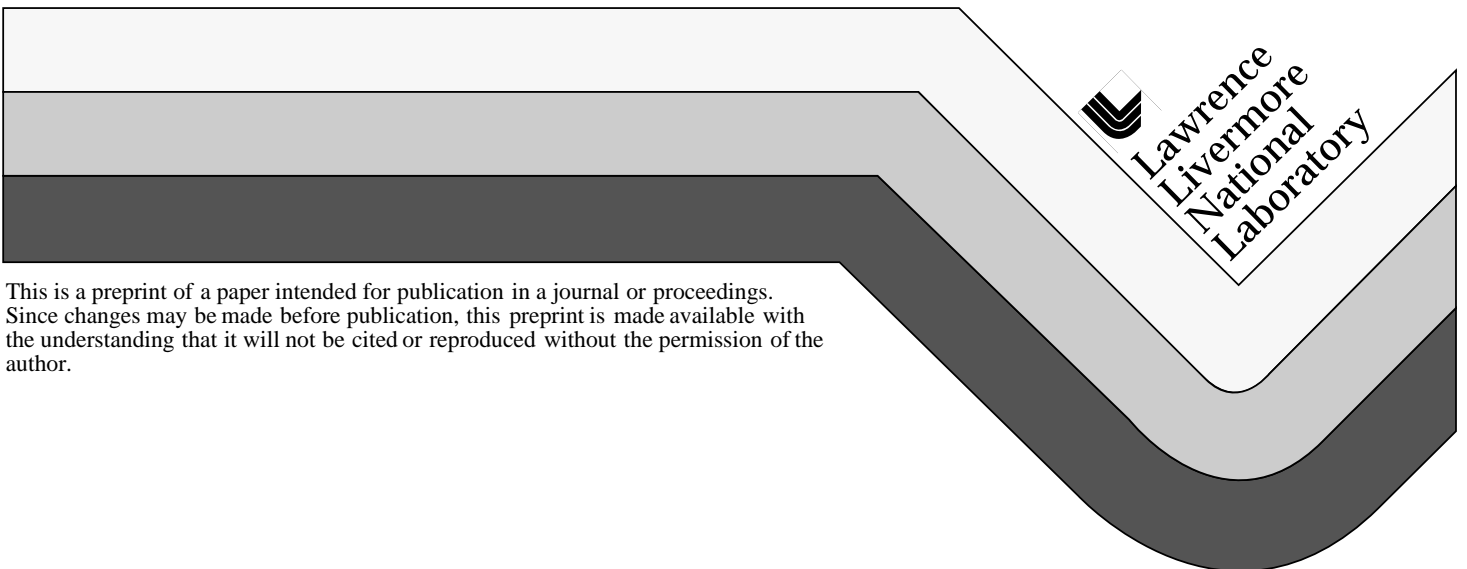 Lawrence
Livermore
National
Laboratory
This is a preprint of a paper intended for publication in a journal or proceedings.
Since changes may be made before publication, this preprint is made available with
the understanding that it will not be cited or reproduced without the permission of the
author.